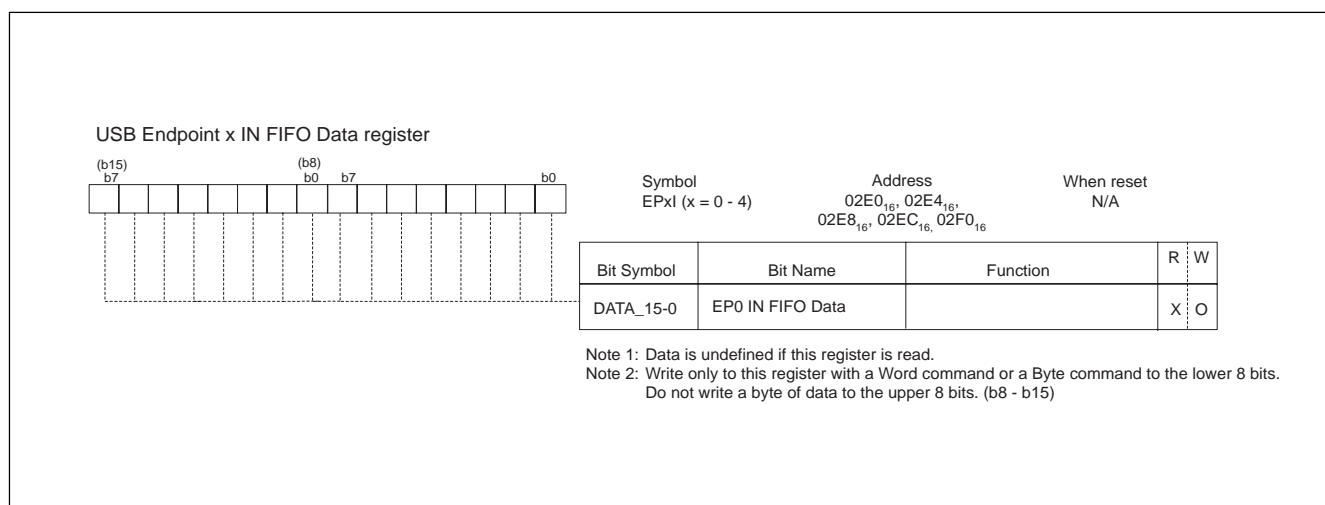 USB Endpoint x IN FIFO Data register
(b15) (b8)
b7 b0 b7 b0
Symbol Address When reset
EPxI (x = 0 - 4) 02E0₁₆, 02E4₁₆, N/A
02E8₁₆, 02EC₁₆, 02F0₁₆
Bit Symbol Bit Name Function R W
DATA_15-0 EP0 IN FIFO Data X O
Note 1: Data is undefined if this register is read.
Note 2: Write only to this register with a Word command or a Byte command to the lower 8 bits.
Do not write a byte of data to the upper 8 bits. (b8 - b15)